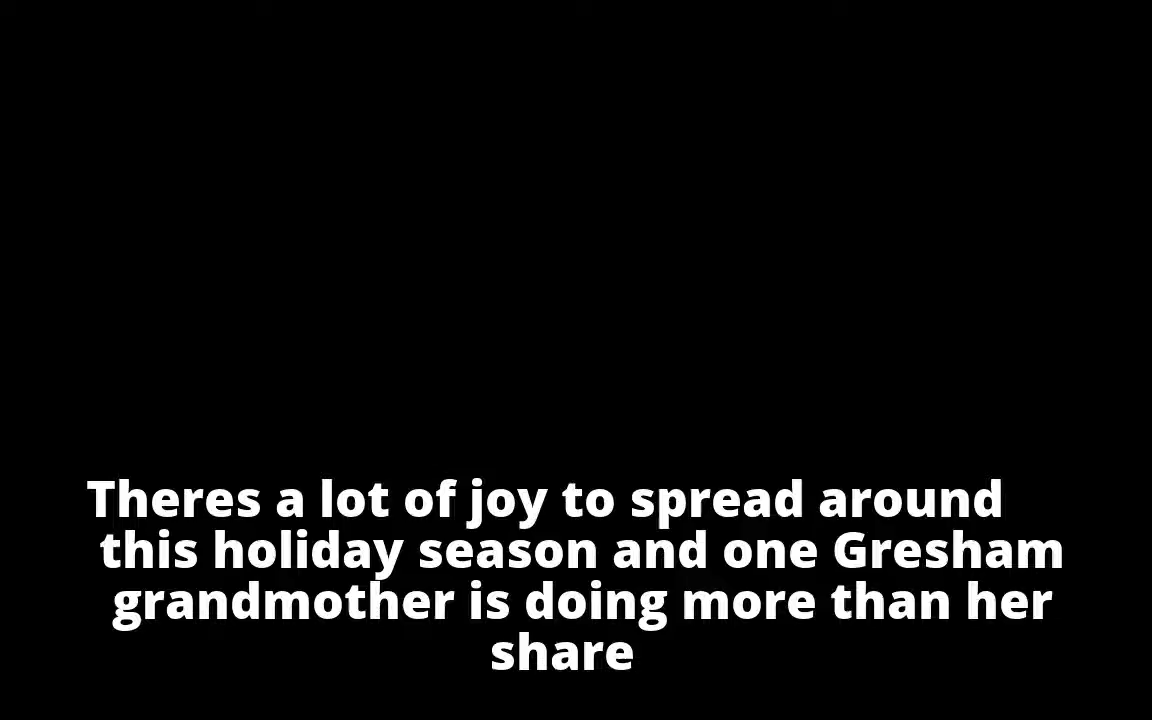 Theres a lot of joy to spread around
this holiday season and one Gresham
grandmother is doing more than her
share